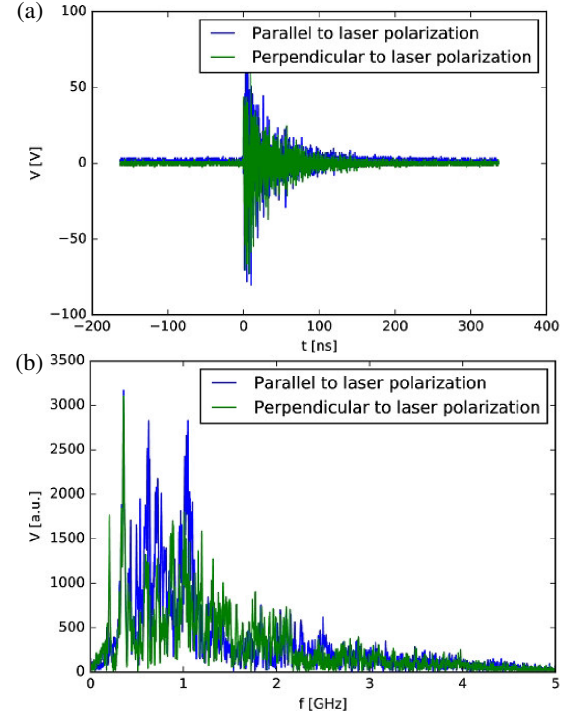 (a)
100
50
0
−50
−100
V [V]
Parallel to laser polarization
Perpendicular to laser polarization
−200 −100 0 100 200 300 400
t [ns]
(b)
3500
3000
2500
2000
1500
1000
500
0
V [a.u.]
Parallel to laser polarization
Perpendicular to laser polarization
0 1 2 3 4 5
f [GHz]